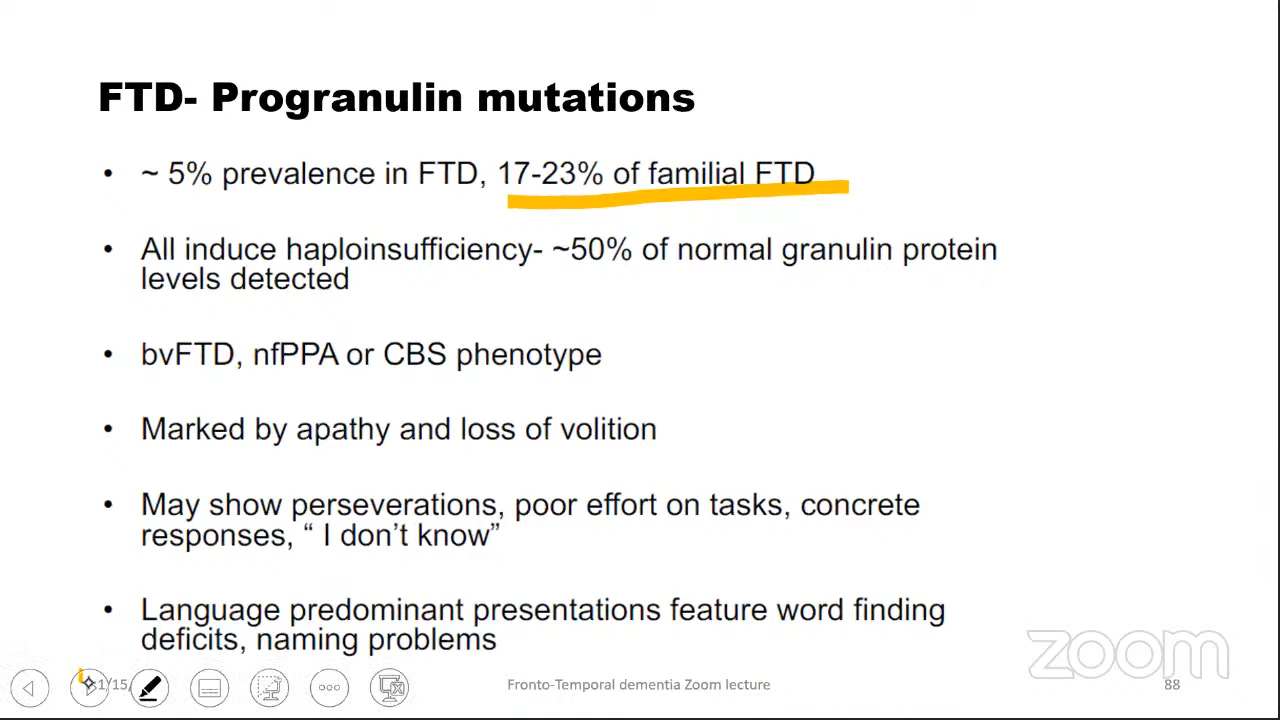 FTD- Progranulin mutations
• ~ 5% prevalence in FTD, 17-23% of familial FTD
• All induce haploinsufficiency- ~50% of normal granulin protein
levels detected
• bvFTD, nfPPA or CBS phenotype
• Marked by apathy and loss of volition
• May show perseverations, poor effort on tasks, concrete
responses, “ I don’t know”
• Language predominant presentations feature word finding
deficits, naming problems
zoom
1/15/
Fronto-Temporal dementia Zoom lecture
88